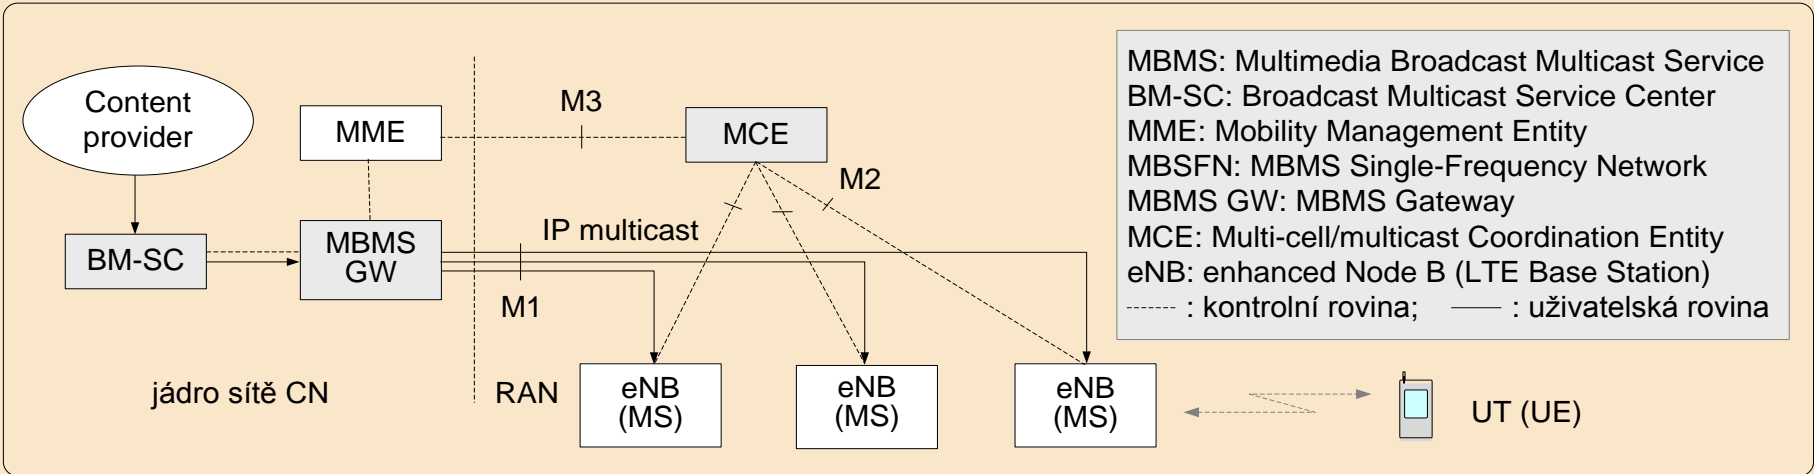 Content
provider
MME
M3
MCE
M2
BM-SC
MBMS
GW
IP multicast
M1
jádro sítě CN
RAN
eNB
(MS)
eNB
(MS)
eNB
(MS)
UT (UE)
MBMS: Multimedia Broadcast Multicast Service
BM-SC: Broadcast Multicast Service Center
MME: Mobility Management Entity
MBSFN: MBMS Single-Frequency Network
MBMS GW: MBMS Gateway
MCE: Multi-cell/multicast Coordination Entity
eNB: enhanced Node B (LTE Base Station)
: kontrolní rovina; : uživatelská rovina